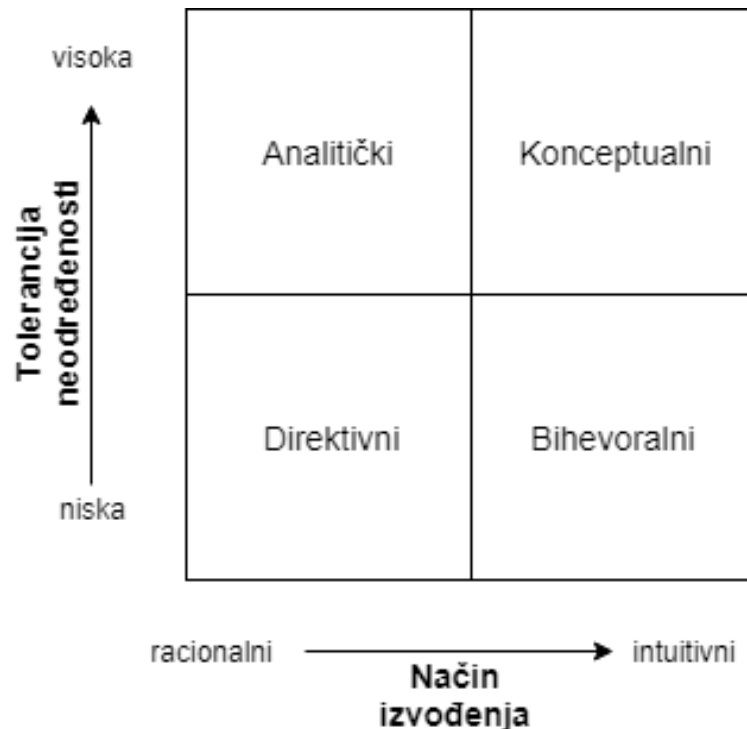 visoka
Analitički Konceptualni
Tolerancija
neodređenosti
Direktivni Bihevoralni
niska
racionalni intuitivni
Način
izvođenja